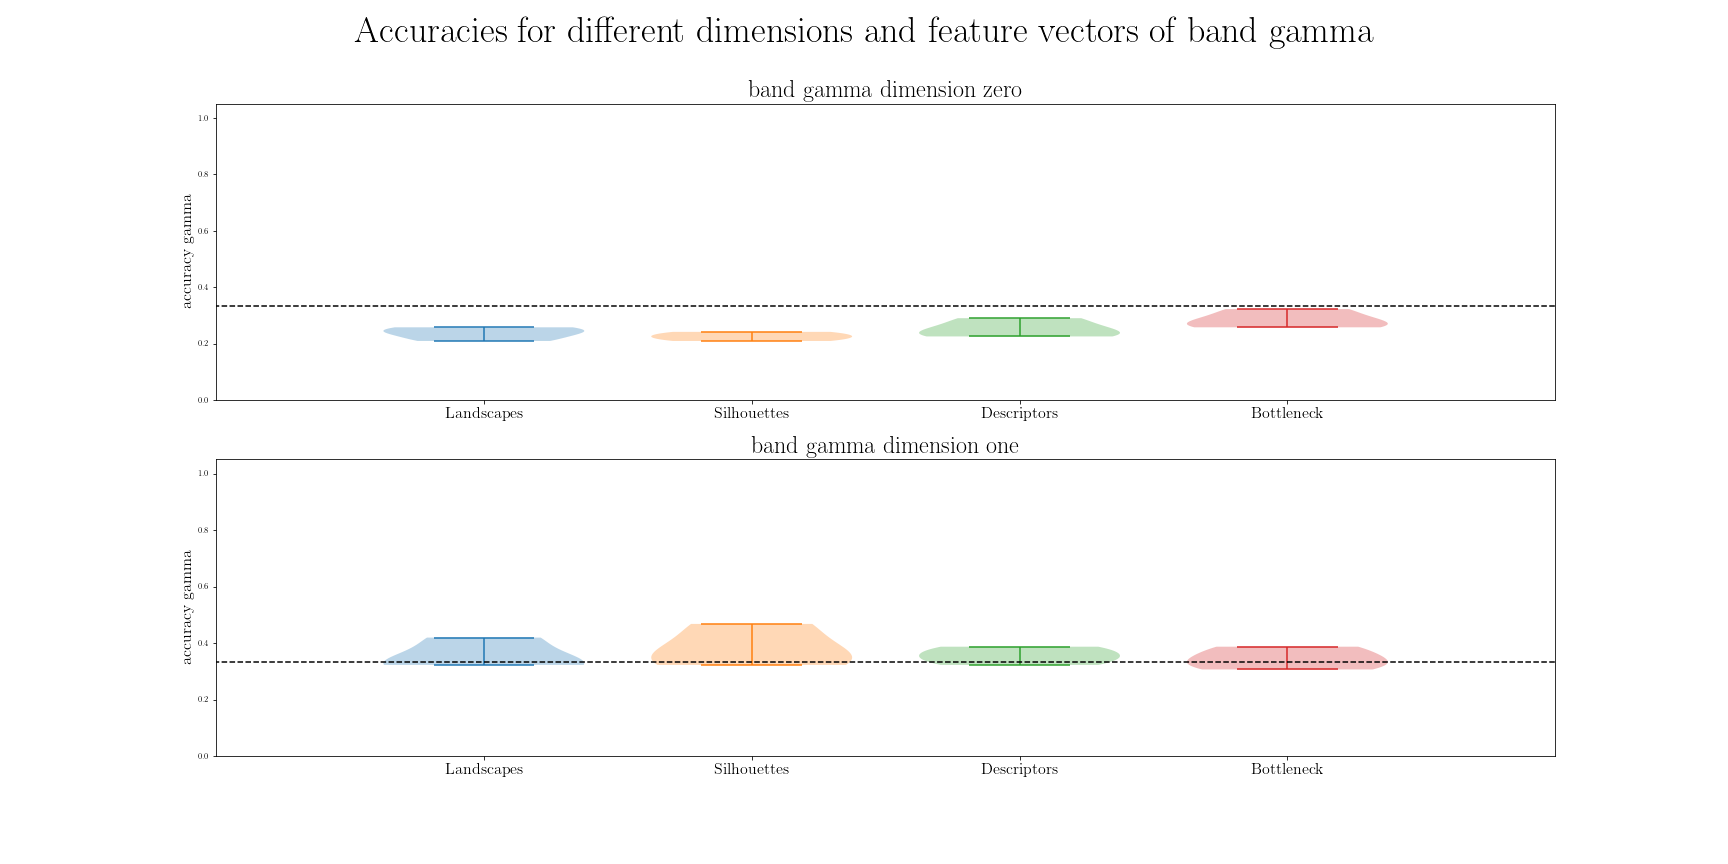 Accuracies for different dimensions and feature vectors of band gamma
band gamma dimension zero
1.0
0.8
0.6
0.4
0.2
0.0
accuracy gamma
Landscapes Silhouettes Descriptors Bottleneck
band gamma dimension one
1.0
0.8
0.6
0.4
0.2
0.0
accuracy gamma
Landscapes Silhouettes Descriptors Bottleneck